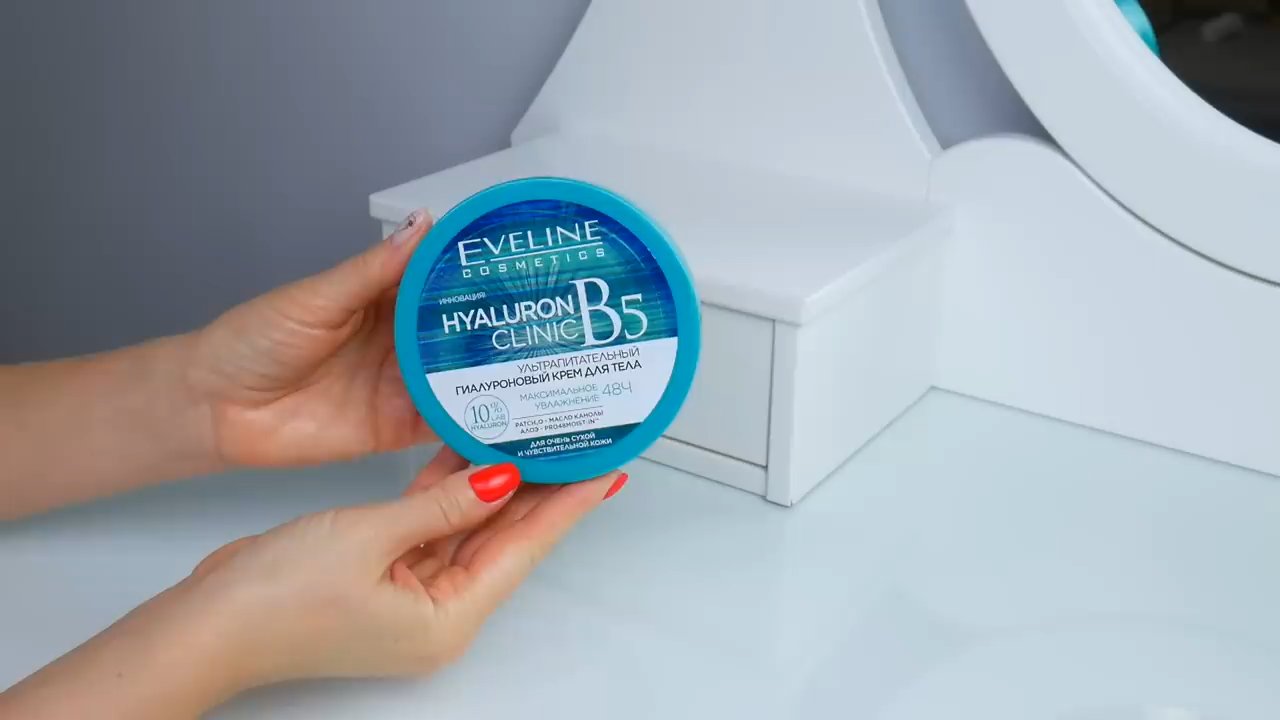 EVELINE
COSMETICS
ИННОВАЦИЯ!
HYALURON
CLINIC B5
УЛЬТРАПИТАТЕЛЬНЫЙ
ГИАЛУРОНОВЫЙ КРЕМ ДЛЯ ТЕЛА
МАКСИМАЛЬНОЕ
УВЛАЖНЕНИЕ 48Ч
10%
LAB
HYALURON
PATCH2O • МАСЛО КАНОЛЫ
АЛОЭ • PRO48MOIST-IN™
ДЛЯ ОЧЕНЬ СУХОЙ
И ЧУВСТВИТЕЛЬНОЙ КОЖИ